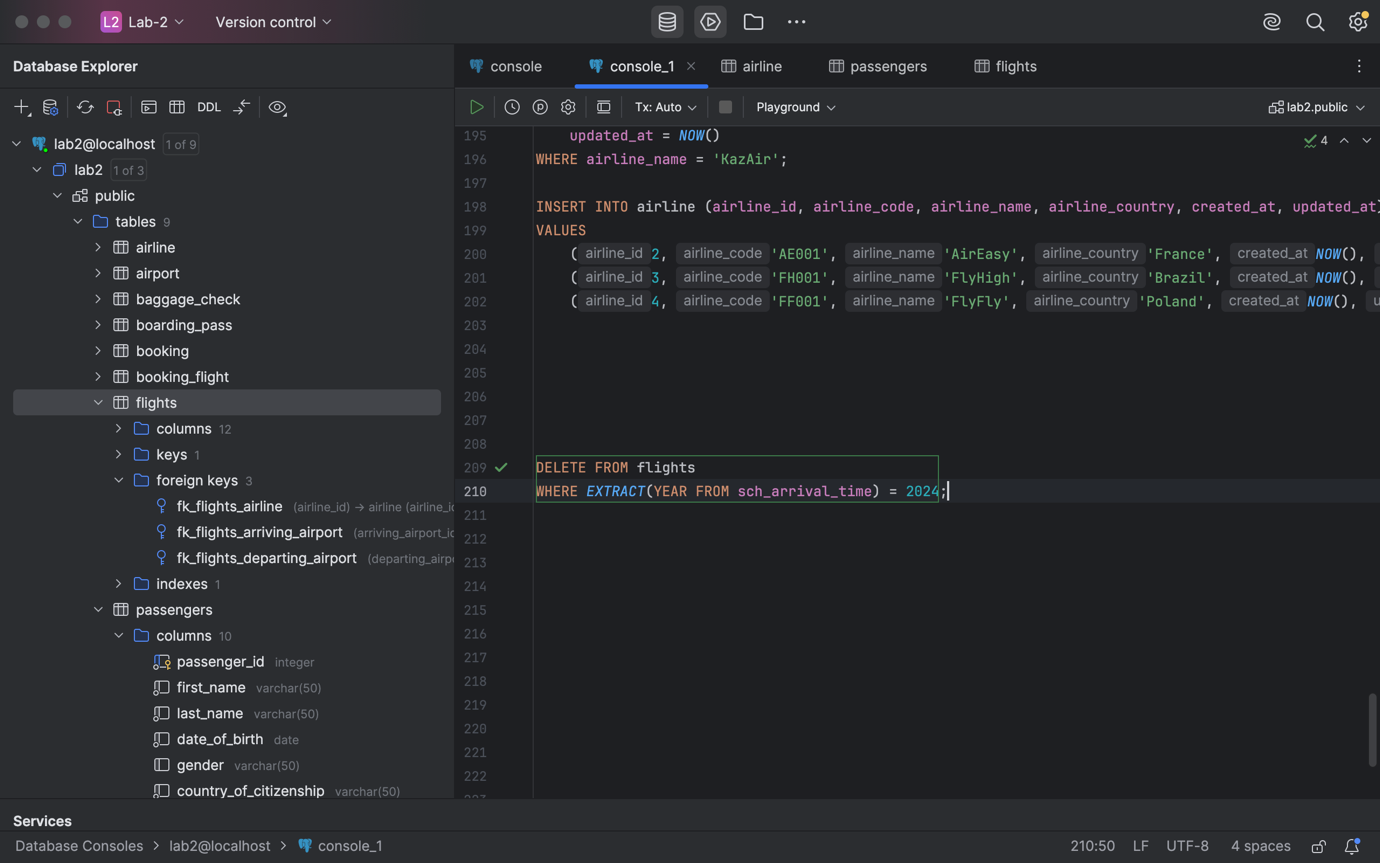 L2 Lab-2 Version control
Database Explorer
console
console_1
airline
passengers
flights
DDL
Tx: Auto
Playground
lab2.public
lab2@localhost 1 of 9
lab2 1 of 3
public
tables 9
airline
airport
baggage_check
boarding_pass
booking
booking_flight
flights
columns 12
keys 1
foreign keys 3
fk_flights_airline (airline_id) → airline (airline_id
fk_flights_arriving_airport (arriving_airport_id
fk_flights_departing_airport (departing_airpo
indexes 1
passengers
columns 10
passenger_id integer
first_name varchar(50)
last_name varchar(50)
date_of_birth date
gender varchar(50)
country_of_citizenship varchar(50)
4
195 updated_at = NOW()
196 WHERE airline_name = 'KazAir';
197
198 INSERT INTO airline (airline_id, airline_code, airline_name, airline_country, created_at, updated_at)
199 VALUES
200 ( airline_id 2, airline_code 'AE001', airline_name 'AirEasy', airline_country 'France', created_at NOW(),
201 ( airline_id 3, airline_code 'FH001', airline_name 'FlyHigh', airline_country 'Brazil', created_at NOW(),
202 ( airline_id 4, airline_code 'FF001', airline_name 'FlyFly', airline_country 'Poland', created_at NOW(), u
203
204
205
206
207
208
209 DELETE FROM flights
210 WHERE EXTRACT(YEAR FROM sch_arrival_time) = 2024;
211
212
213
214
215
216
217
218
219
220
221
222
Services
Database Consoles > lab2@localhost > console_1
210:50 LF UTF-8 4 spaces